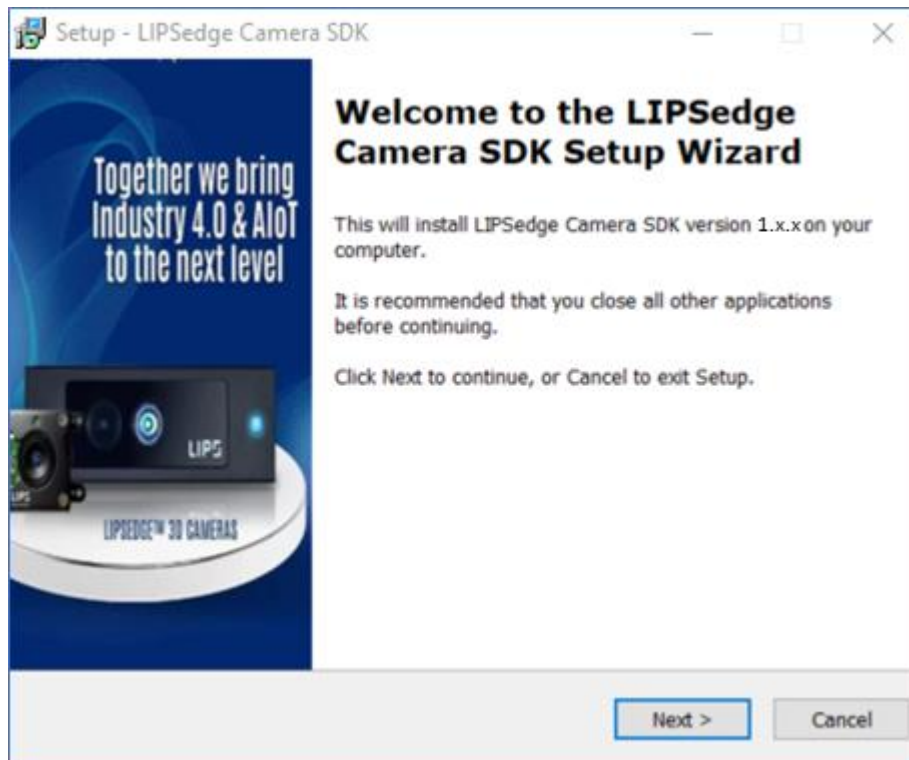 Setup - LIPSedge Camera SDK
Together we bring
Industry 4.0 & AIoT
to the next level
LIPS
LIPS
LIPSEDGE™ 3D CAMERAS
Welcome to the LIPSedge
Camera SDK Setup Wizard
This will install LIPSedge Camera SDK version 1.x.x on your
computer.
It is recommended that you close all other applications
before continuing.
Click Next to continue, or Cancel to exit Setup.
Next >
Cancel